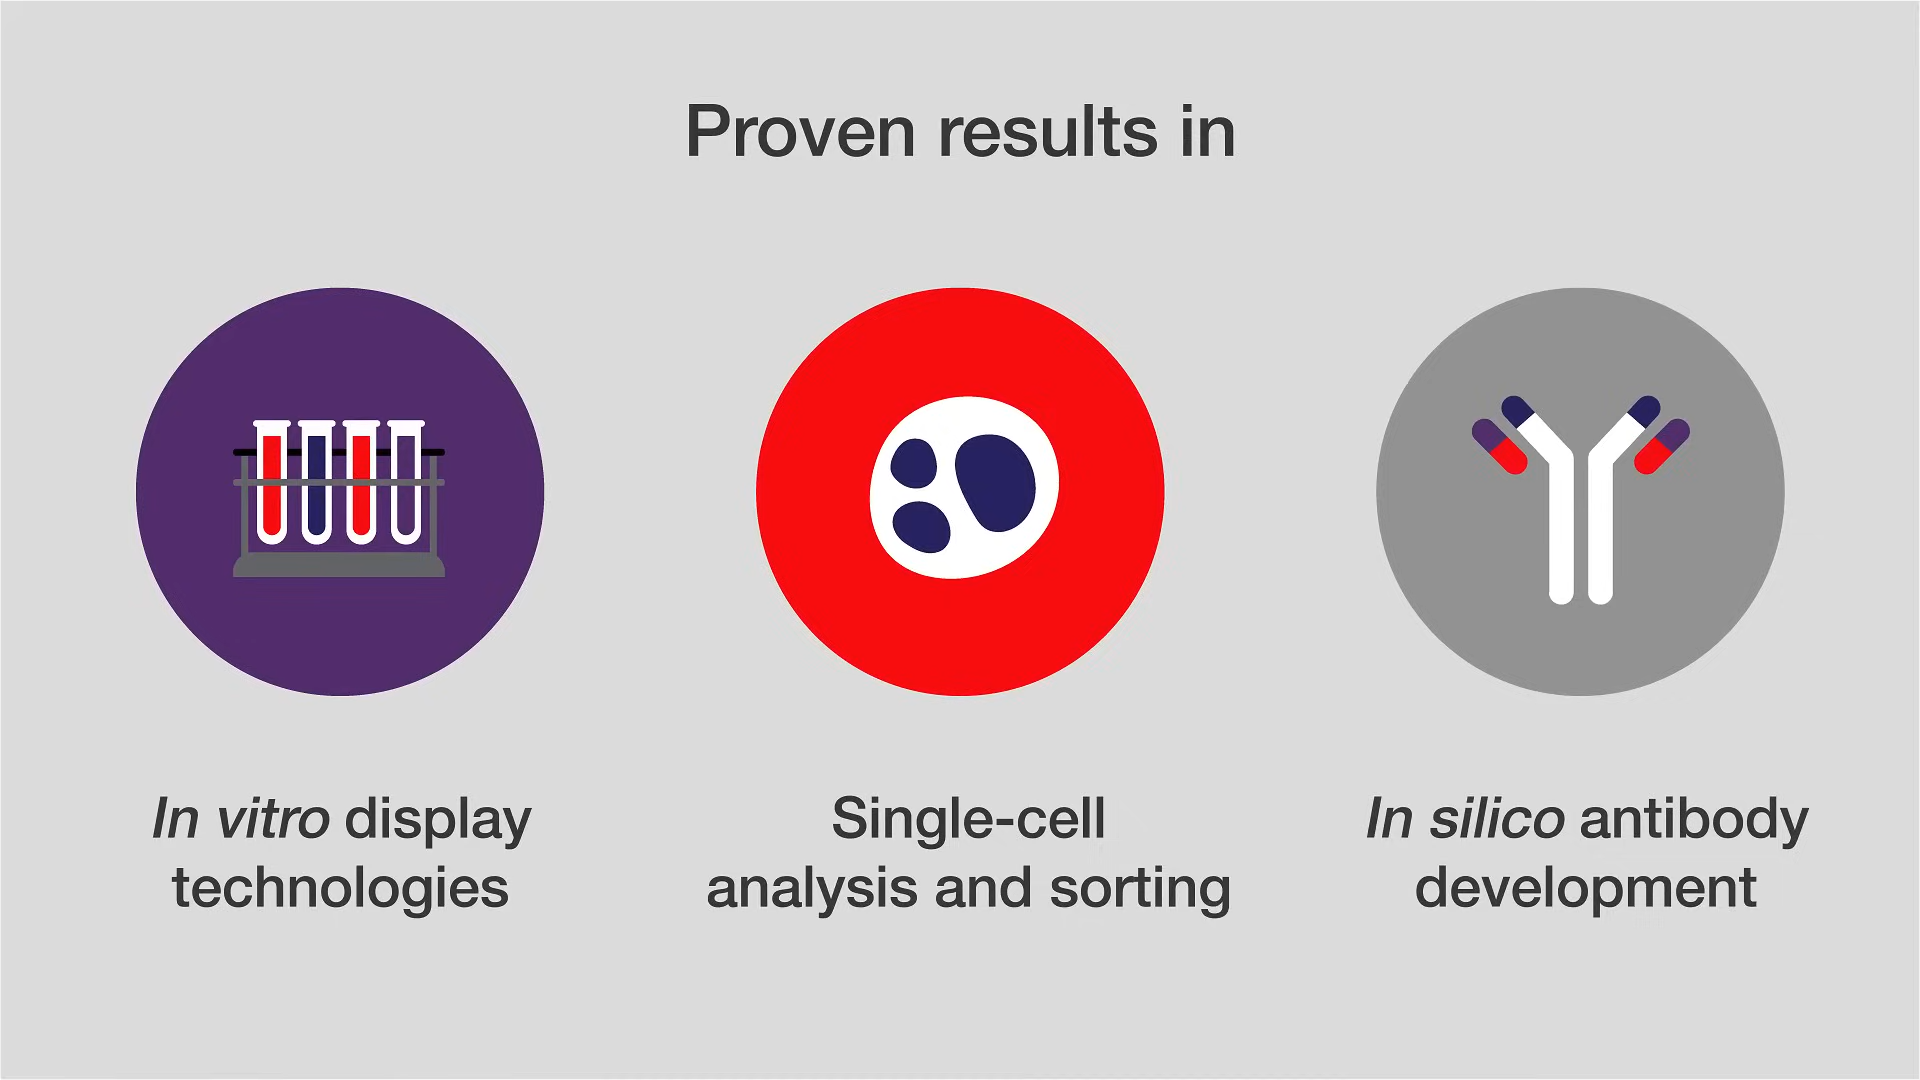 Proven results in
In vitro display
technologies
Single-cell
analysis and sorting
In silico antibody
development